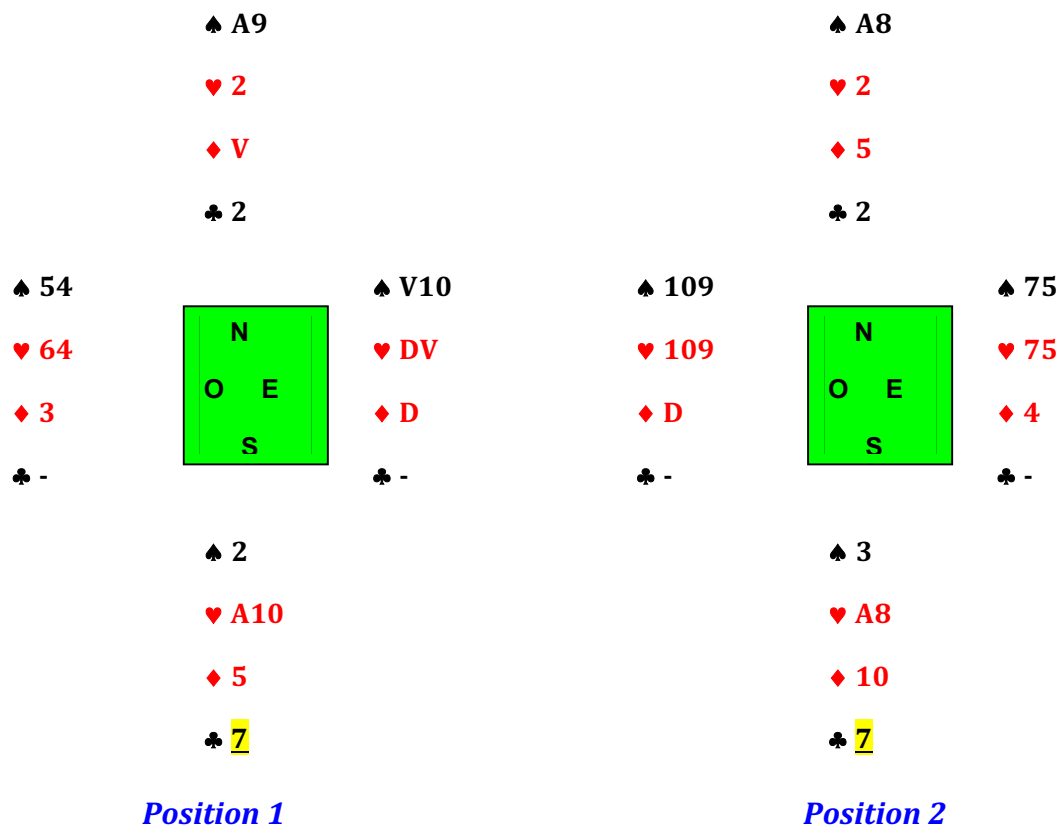 ♠ A9 ♠ A8
♥ 2 ♥ 2
♦ V ♦ 5
♣ 2 ♣ 2
♠ 54 ♠ V10 ♠ 109 ♠ 75
N N
♥ 64 ♥ DV ♥ 109 ♥ 75
O E O E
♦ 3 ♦ D ♦ D ♦ 4
S S
♣ - ♣ - ♣ - ♣ -
♠ 2 ♠ 3
♥ A10 ♥ A8
♦ 5 ♦ 10
♣ 7 ♣ 7
Position 1 Position 2